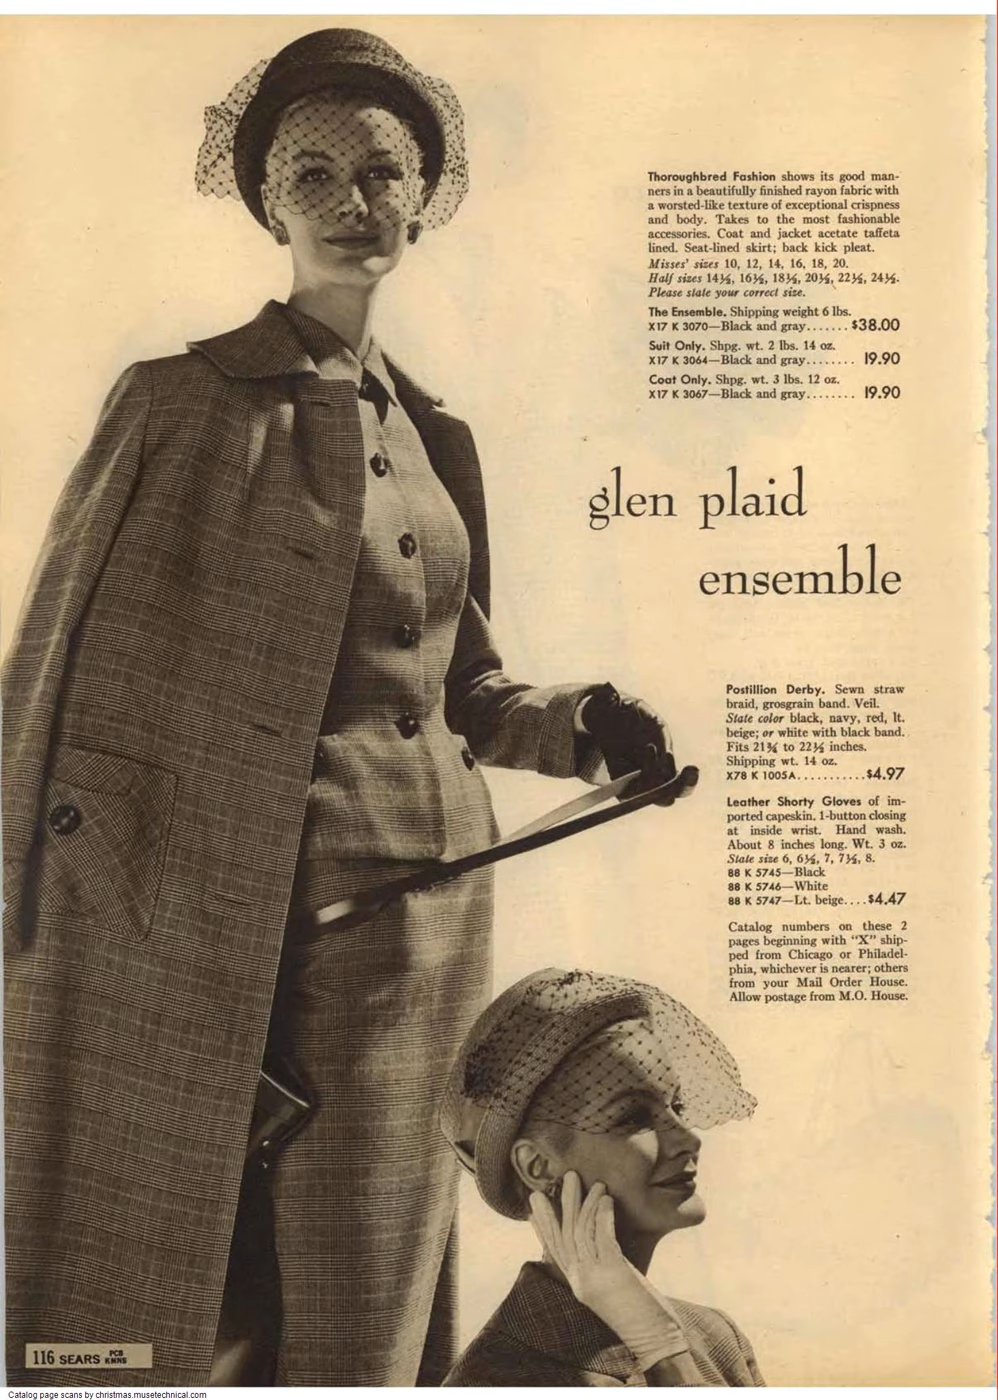 Thoroughbred Fashion shows its good man-
ners in a beautifully finished rayon fabric with
a worsted-like texture of exceptional crispness
and body. Takes to the most fashionable
accessories. Coat and jacket acetate taffeta
lined. Seat-lined skirt; back kick pleat.
Misses' sizes 10, 12, 14, 16, 18, 20.
Half sizes 14½, 16½, 18½, 20½, 22½, 24½.
Please state your correct size.
The Ensemble. Shipping weight 6 lbs.
X17 K 3070—Black and gray.......$38.00
Suit Only. Shpg. wt. 2 lbs. 14 oz.
X17 K 3064—Black and gray........ 19.90
Coat Only. Shpg. wt. 3 lbs. 12 oz.
X17 K 3067—Black and gray........ 19.90
glen plaid
ensemble
Postillion Derby. Sewn straw
braid, grosgrain band. Veil.
State color black, navy, red, lt.
beige; or white with black band.
Fits 21¾ to 22½ inches.
Shipping wt. 14 oz.
X78 K 1005A...........$4.97
Leather Shorty Gloves of im-
ported capeskin. 1-button closing
at inside wrist. Hand wash.
About 8 inches long. Wt. 3 oz.
State size 6, 6½, 7, 7½, 8.
88 K 5745—Black
88 K 5746—White
88 K 5747—Lt. beige....$4.47
Catalog numbers on these 2
pages beginning with "X" ship-
ped from Chicago or Philadel-
phia, whichever is nearer; others
from your Mail Order House.
Allow postage from M.O. House.
116 SEARS PCB KMNS
Catalog page scans by christmas.musetechnical.com